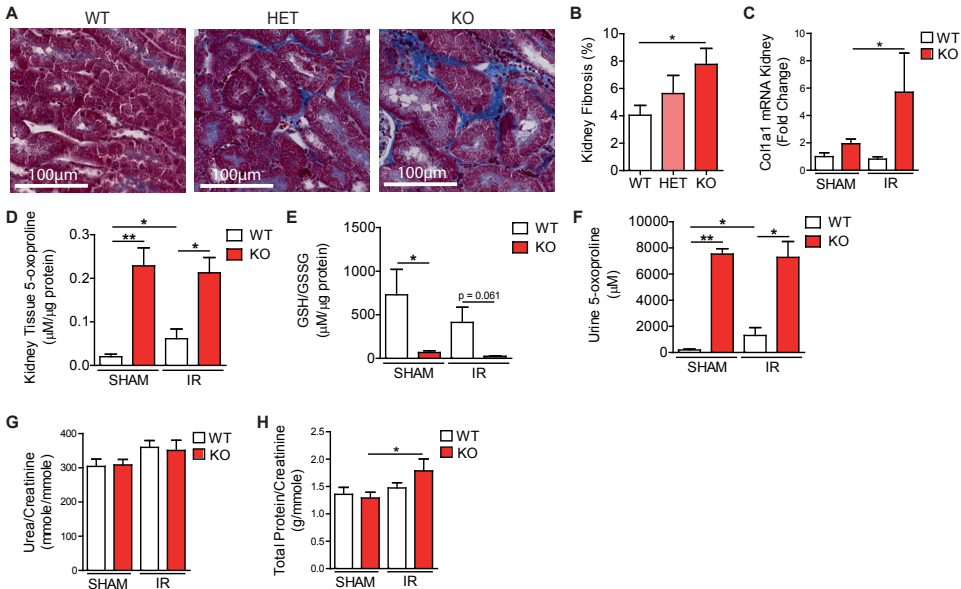 A
WT
HET
KO
100µm
100µm
100µm
B
Kidney Fibrosis (%)
15
10
5
0
*
WT HET KO
C
Col1a1 mRNA Kidney
(Fold Change)
10
8
6
4
2
0
*
WT
KO
SHAM IR
D
Kidney Tissue 5-oxoproline
(µM/µg protein)
0.3
0.2
0.1
0.0
*
**
*
WT
KO
SHAM IR
E
GSH/GSSG
(µM/µg protein)
1500
1000
500
0
*
p = 0.061
WT
KO
SHAM IR
F
Urine 5-oxoproline
(µM)
10000
8000
6000
4000
2000
0
*
**
*
WT
KO
SHAM IR
G
Urea/Creatinine
(mmole/mmole)
400
300
200
100
0
WT
KO
SHAM IR
H
Total Protein/Creatinine
(g/mmole)
2.5
2.0
1.5
1.0
0.5
0.0
*
WT
KO
SHAM IR